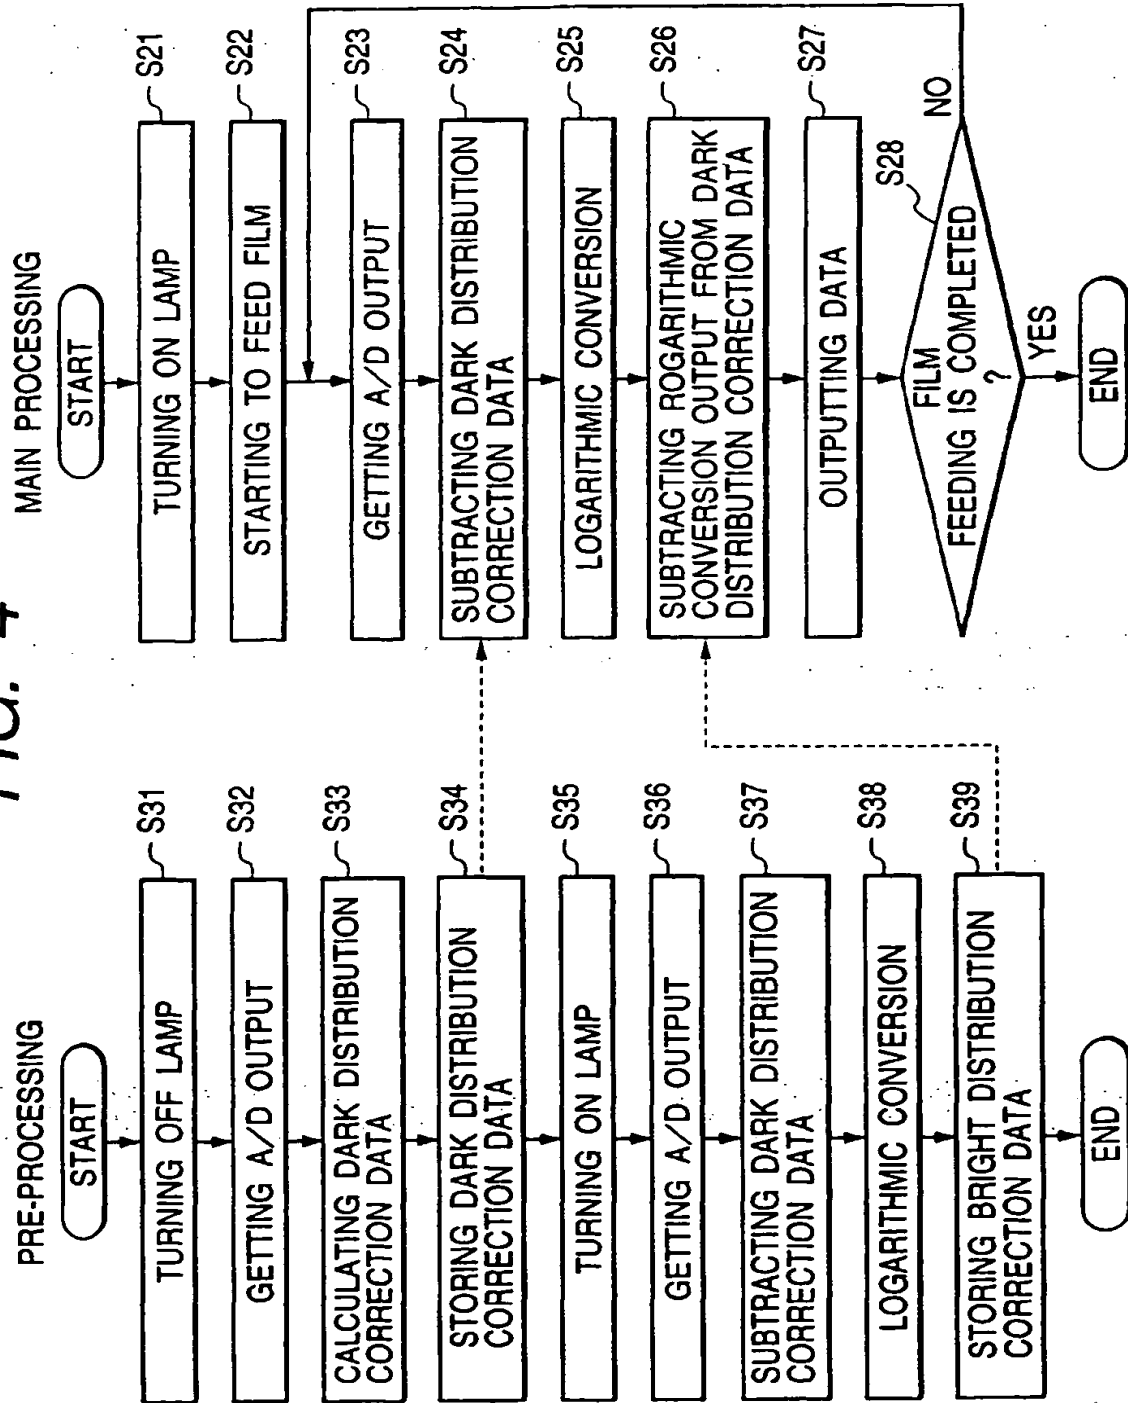 FIG. 4
PRE-PROCESSING
START
TURNING OFF LAMP
S31
GETTING A/D OUTPUT
S32
CALCULATING DARK DISTRIBUTION
CORRECTION DATA
S33
STORING DARK DISTRIBUTION
CORRECTION DATA
S34
TURNING ON LAMP
S35
GETTING A/D OUTPUT
S36
SUBTRACTING DARK DISTRIBUTION
CORRECTION DATA
S37
LOGARITHMIC CONVERSION
S38
STORING BRIGHT DISTRIBUTION
CORRECTION DATA
S39
END
MAIN PROCESSING
START
TURNING ON LAMP
S21
STARTING TO FEED FILM
S22
GETTING A/D OUTPUT
S23
SUBTRACTING DARK DISTRIBUTION
CORRECTION DATA
S24
LOGARITHMIC CONVERSION
S25
SUBTRACTING ROGARITHMIC
CONVERSION OUTPUT FROM DARK
DISTRIBUTION CORRECTION DATA
S26
OUTPUTTING DATA
S27
FILM
FEEDING IS COMPLETED
?
S28
NO
YES
END